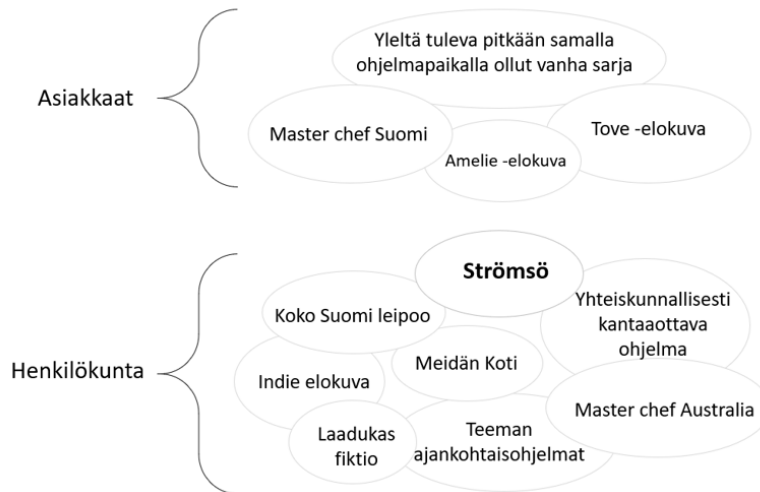 Yleltä tuleva pitkään samalla
ohjelmapaikalla ollut vanha sarja
Asiakkaat
Master chef Suomi
Tove -elokuva
Amelie -elokuva
Strömsö
Koko Suomi leipoo
Yhteiskunnallisesti
kantaaottava
ohjelma
Henkilökunta
Indie elokuva
Meidän Koti
Master chef Australia
Laadukas
fiktio
Teeman
ajankohtaisohjelmat